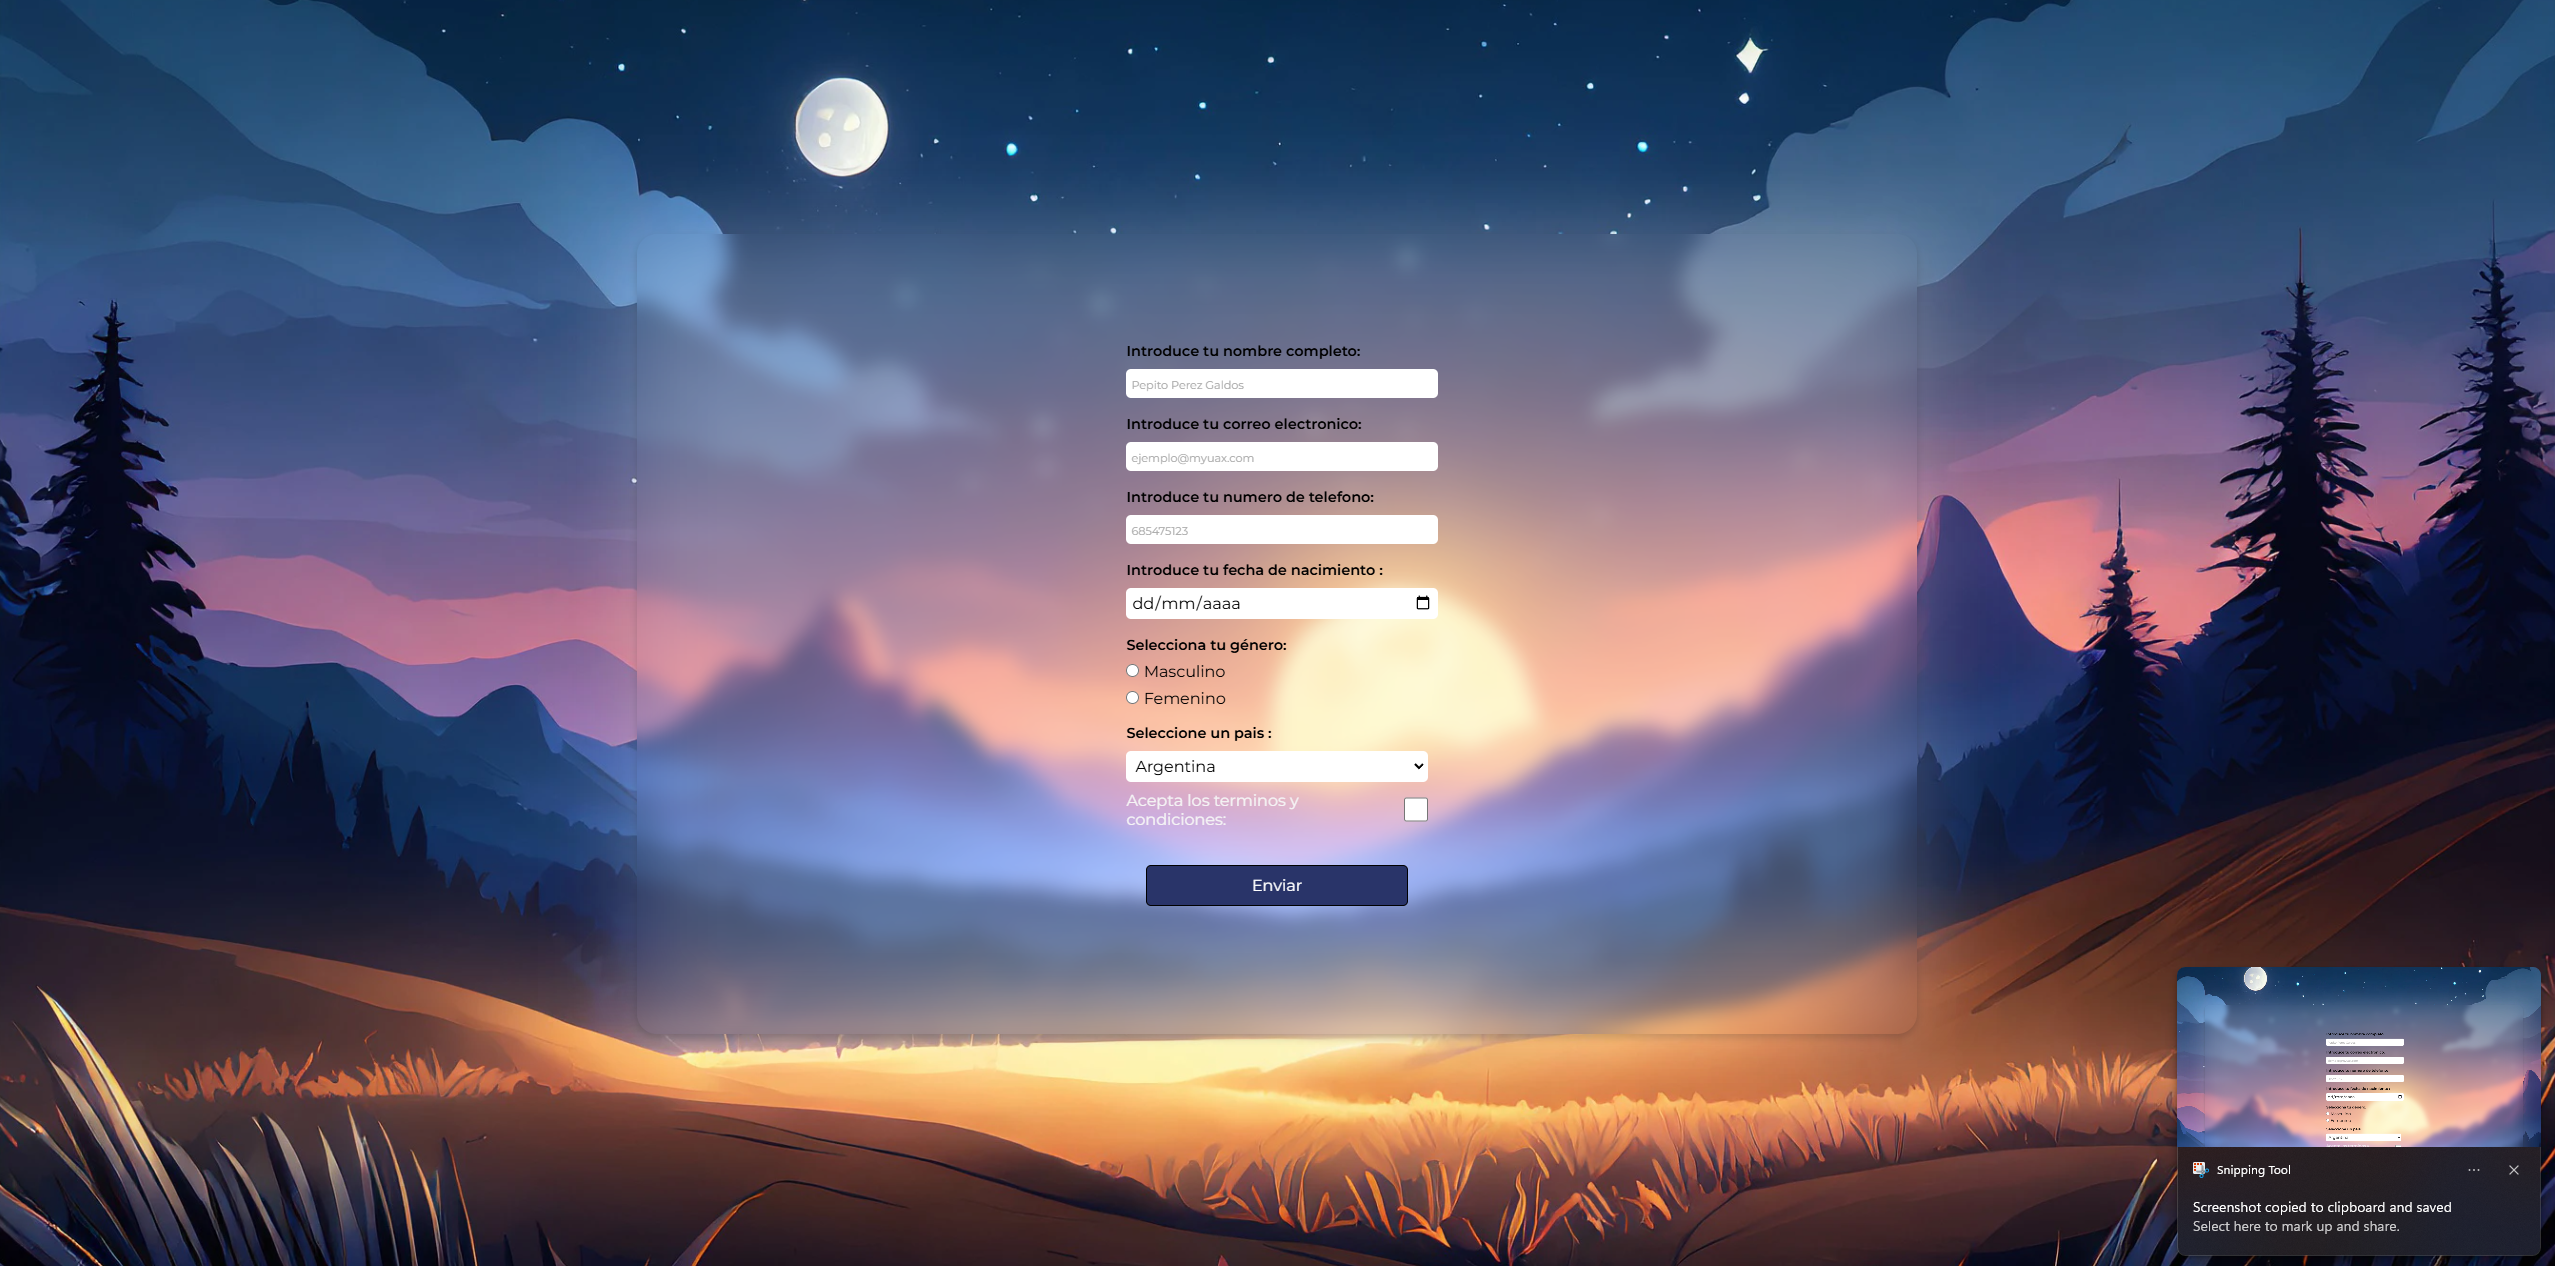 Introduce tu nombre completo:
Pepito Perez Galdos
Introduce tu correo electronico:
ejemplo@myuax.com
Introduce tu numero de telefono:
685475123
Introduce tu fecha de nacimiento :
dd/mm/aaaa
Selecciona tu género:
Masculino
Femenino
Seleccione un pais :
Argentina
Acepta los terminos y
condiciones:
Enviar
Snipping Tool
Screenshot copied to clipboard and saved
Select here to mark up and share.